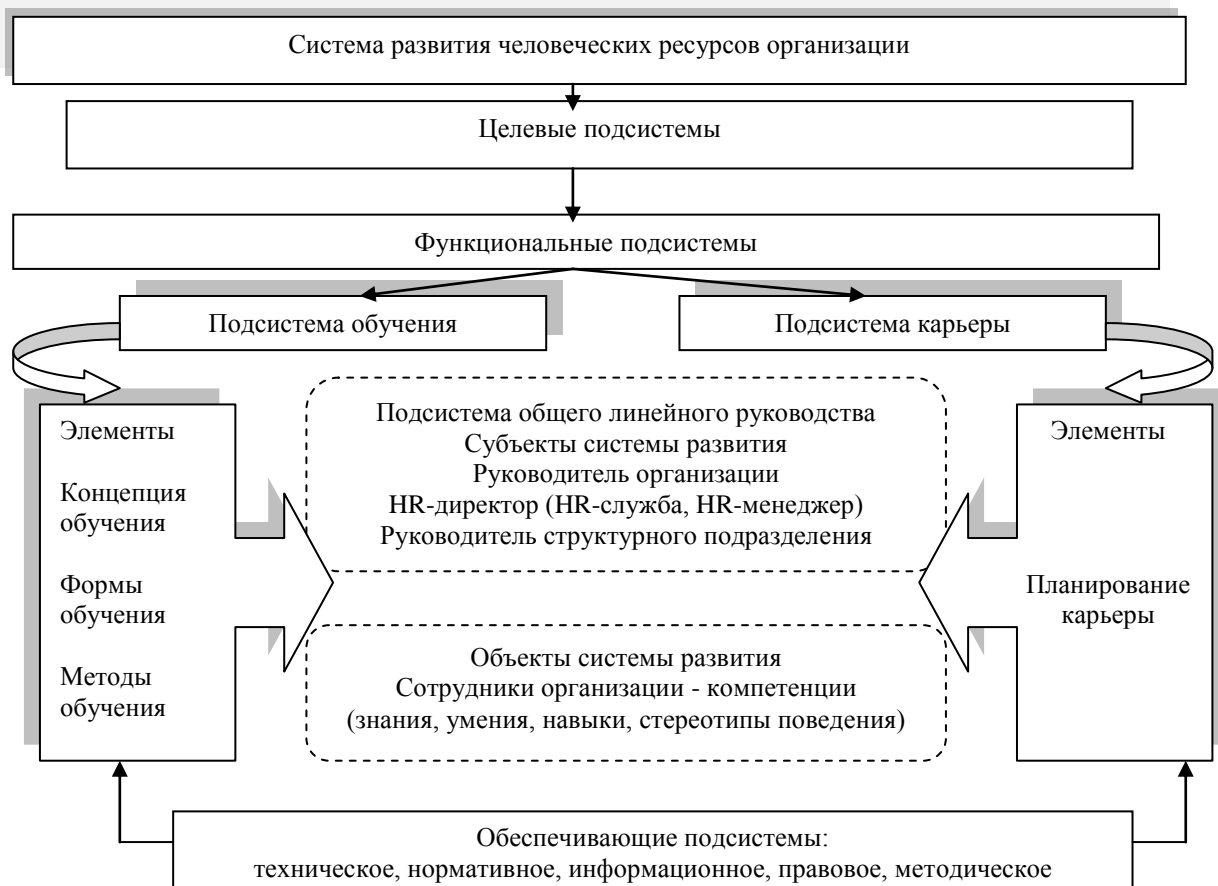 Система развития человеческих ресурсов организации
Целевые подсистемы
Функциональные подсистемы
Подсистема обучения
Подсистема карьеры
Элементы
Концепция
обучения
Формы
обучения
Методы
обучения
Подсистема общего линейного руководства
Субъекты системы развития
Руководитель организации
HR-директор (HR-служба, HR-менеджер)
Руководитель структурного подразделения
Объекты системы развития
Сотрудники организации - компетенции
(знания, умения, навыки, стереотипы поведения)
Элементы
Планирование
карьеры
Обеспечивающие подсистемы:
техническое, нормативное, информационное, правовое, методическое